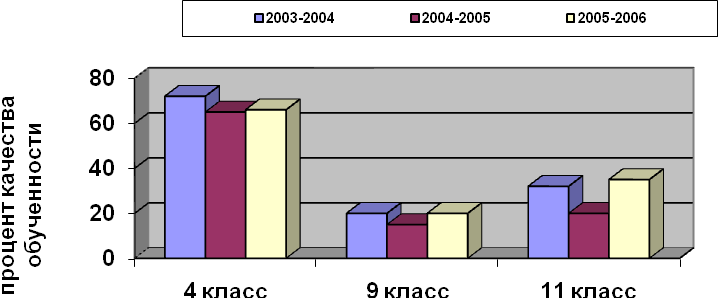 2003-2004 2004-2005 2005-2006
процент качества
обученности
80
60
40
20
0
4 класс 9 класс 11 класс